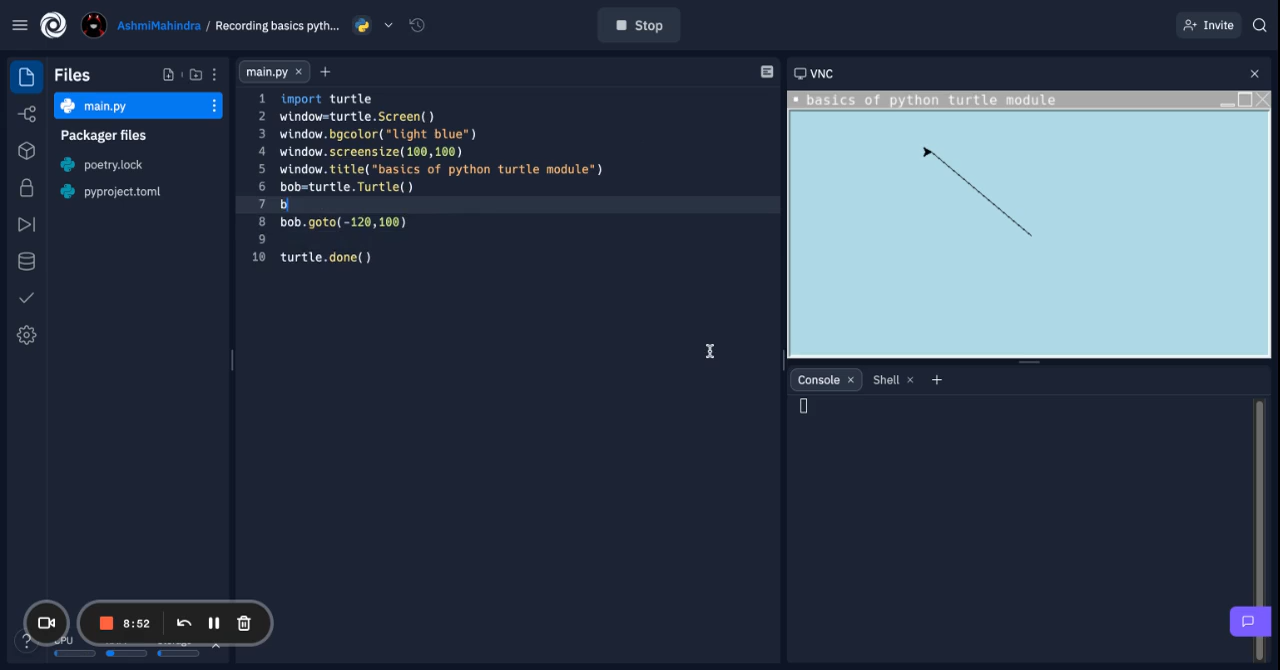 AshmiMahindra / Recording basics pyth...
Stop
Invite
Files
main.py
Packager files
poetry.lock
pyproject.toml
main.py
1 import turtle
2 window=turtle.Screen()
3 window.bgcolor("light blue")
4 window.screensize(100,100)
5 window.title("basics of python turtle module")
6 bob=turtle.Turtle()
7 b
8 bob.goto(-120,100)
9
10 turtle.done()
VNC
basics of python turtle module
Console
Shell
8:52
?
CPU